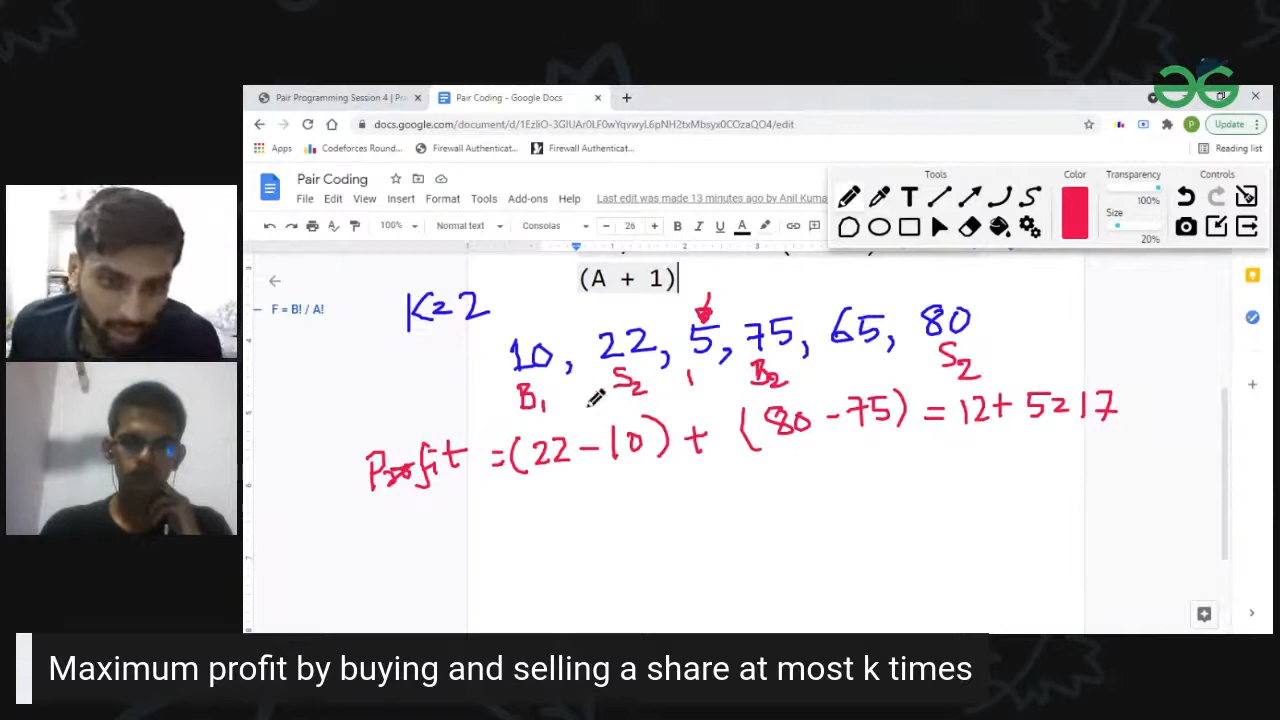 Pair Programming Session 4 | Pr
Pair Coding - Google Docs
docs.google.com/document/d/1EzliO-3GlUAr0LF0wYqvwyL6pNH2txMbsyx0COzaQO4/edit
Update
Apps
Codeforces Round...
Firewall Authenticat...
Firewall Authenticat...
Reading list
Pair Coding
File Edit View Insert Format Tools Add-ons Help
Last edit was made 13 minutes ago by Anil Kuma
Tools
Color
Transparency
Controls
100%
Size
20%
100%
Normal text
Consolas
26
B I U A
(A + 1)
F = B! / A!
K=2
10, 22, 5, 75, 65, 80
B1 S2 1 B2 S2
Profit = (22 - 10) + (80 - 75) = 12 + 5 = 17
Maximum profit by buying and selling a share at most k times